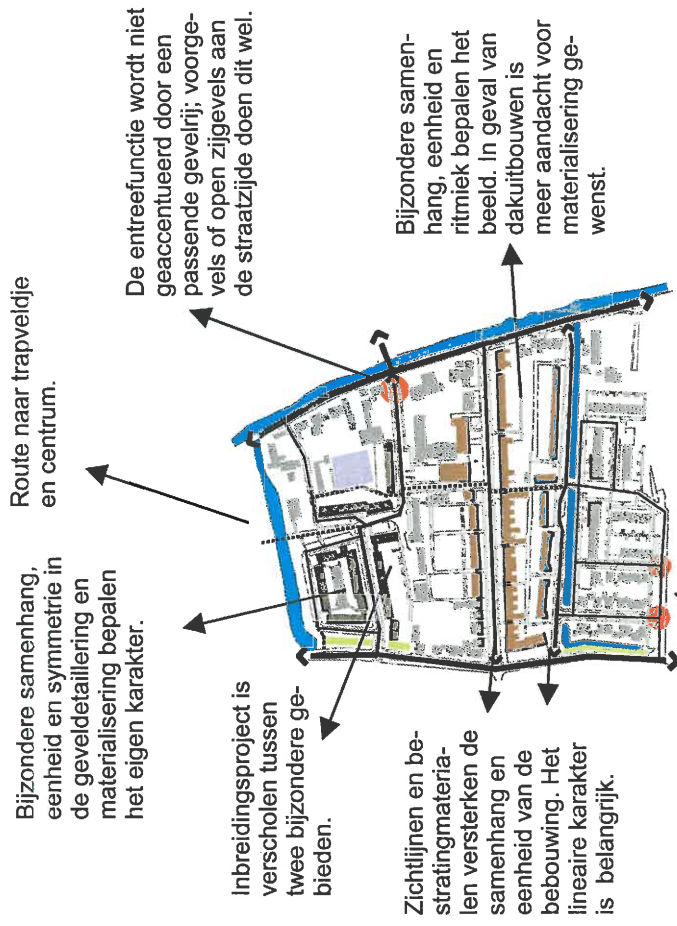 Bijzondere samenhang,
eenheid en symmetrie in
de geveldetaillering en
materialisering bepalen
het eigen karakter.
Route naar trapveldje
en centrum.
De entreefunctie wordt niet
geaccentueerd door een
passende gevelrij; voorge-
vels of open zijgevels aan
de straatzijde doen dit wel.
Inbreidingsproject is
verscholen tussen
twee bijzondere ge-
bieden.
Bijzondere samen-
hang, eenheid en
ritmiek bepalen het
beeld. In geval van
dakuitbouwen is
meer aandacht voor
materialisering ge-
wenst.
Zichtlijnen en be-
stratingmateria-
len versterken de
samenhang en
eenheid van de
bebouwing. Het
lineaire karakter
is belangrijk.